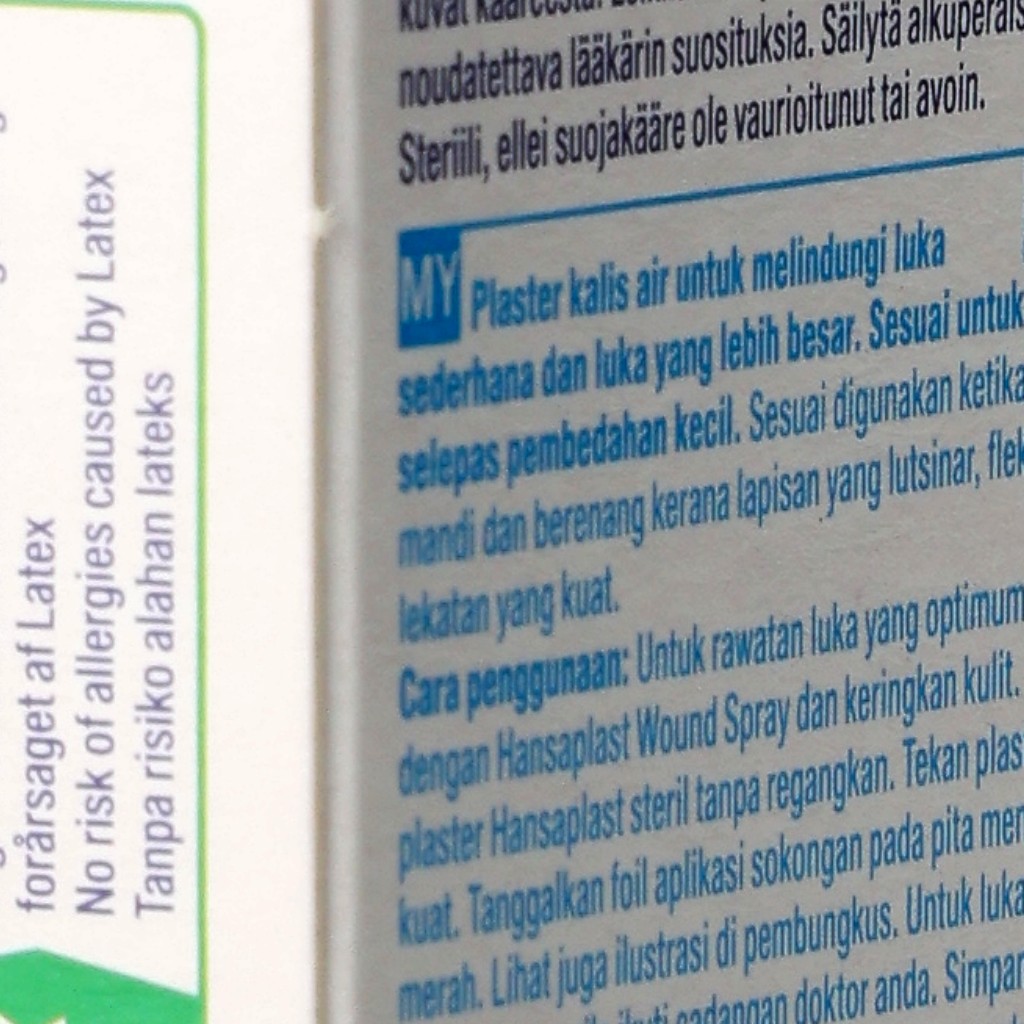 forårsaget af Latex
No risk of allergies caused by Latex
Tanpa risiko alahan lateks
noudatettava lääkärin suosituksia. Säilytä alkuperäis
Steriili, ellei suojakääre ole vaurioitunut tai avoin.
MY Plaster kalis air untuk melindungi luka
sederhana dan luka yang lebih besar. Sesuai untuk
selepas pembedahan kecil. Sesuai digunakan ketika
mandi dan berenang kerana lapisan yang lutsinar, flek
lekatan yang kuat.
Cara penggunaan: Untuk rawatan luka yang optimum
dengan Hansaplast Wound Spray dan keringkan kulit.
plaster Hansaplast steril tanpa regangkan. Tekan plas
kuat. Tanggalkan foil aplikasi sokongan pada pita mer
merah. Lihat juga ilustrasi di pembungkus. Untuk luka
cadangan doktor anda. Simpan